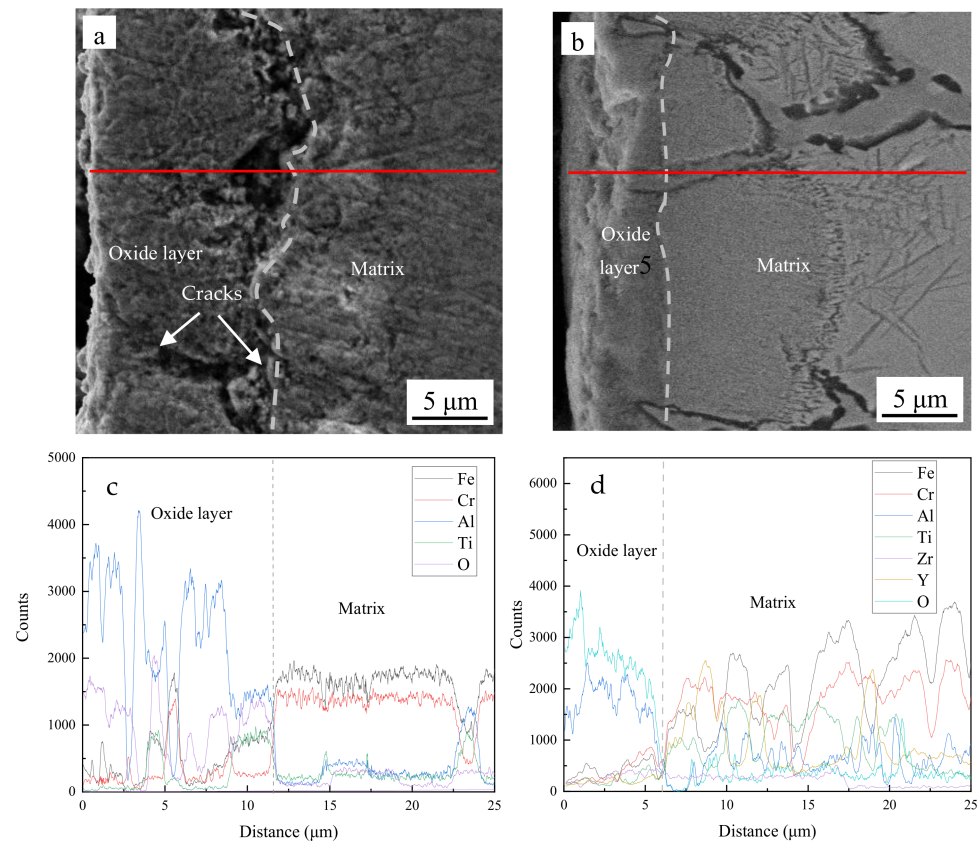 a
Oxide layer
Matrix
Cracks
5 μm
b
Oxide
layer5
Matrix
5 μm
5000
4000
3000
2000
1000
0
Counts
c
Oxide layer
Matrix
Fe
Cr
Al
Ti
O
0
5
10
15
20
25
Distance (μm)
6000
5000
4000
3000
2000
1000
0
Counts
d
Oxide layer
Matrix
Fe
Cr
Al
Ti
Zr
Y
O
0
5
10
15
20
25
Distance (μm)